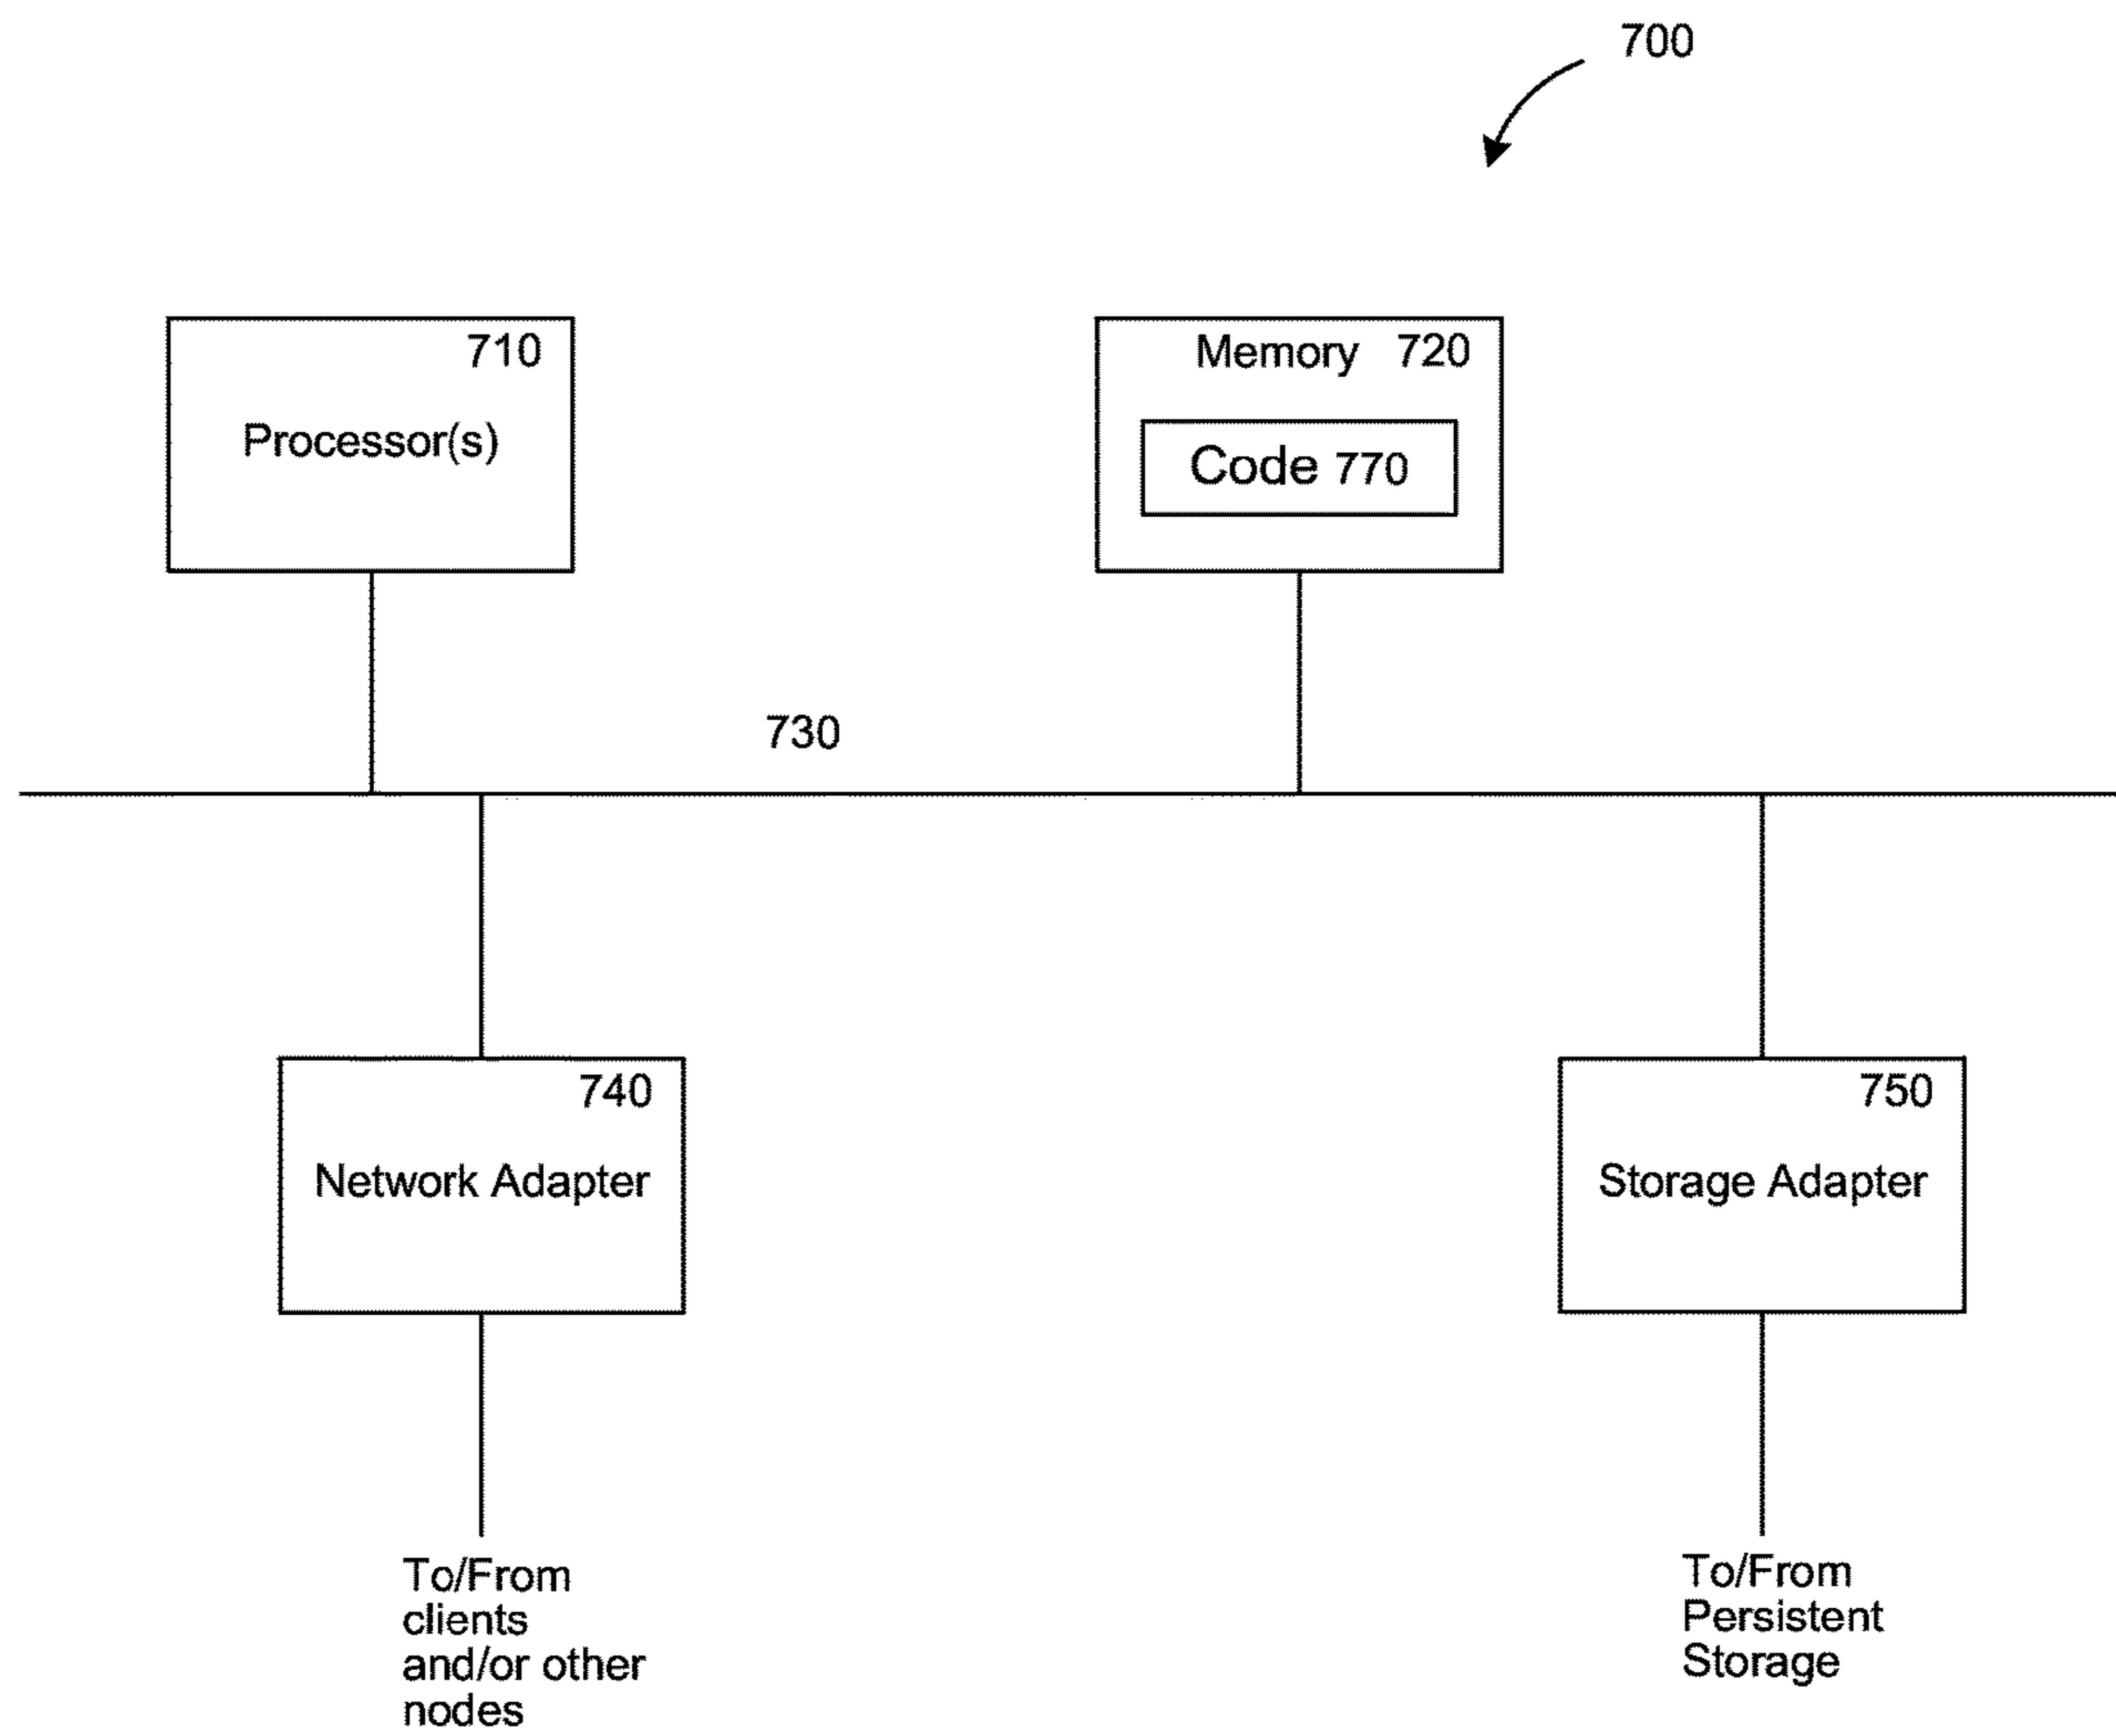 700
710
Processor(s)
Memory 720
Code 770
730
740
Network Adapter
750
Storage Adapter
To/From
clients
and/or other
nodes
To/From
Persistent
Storage